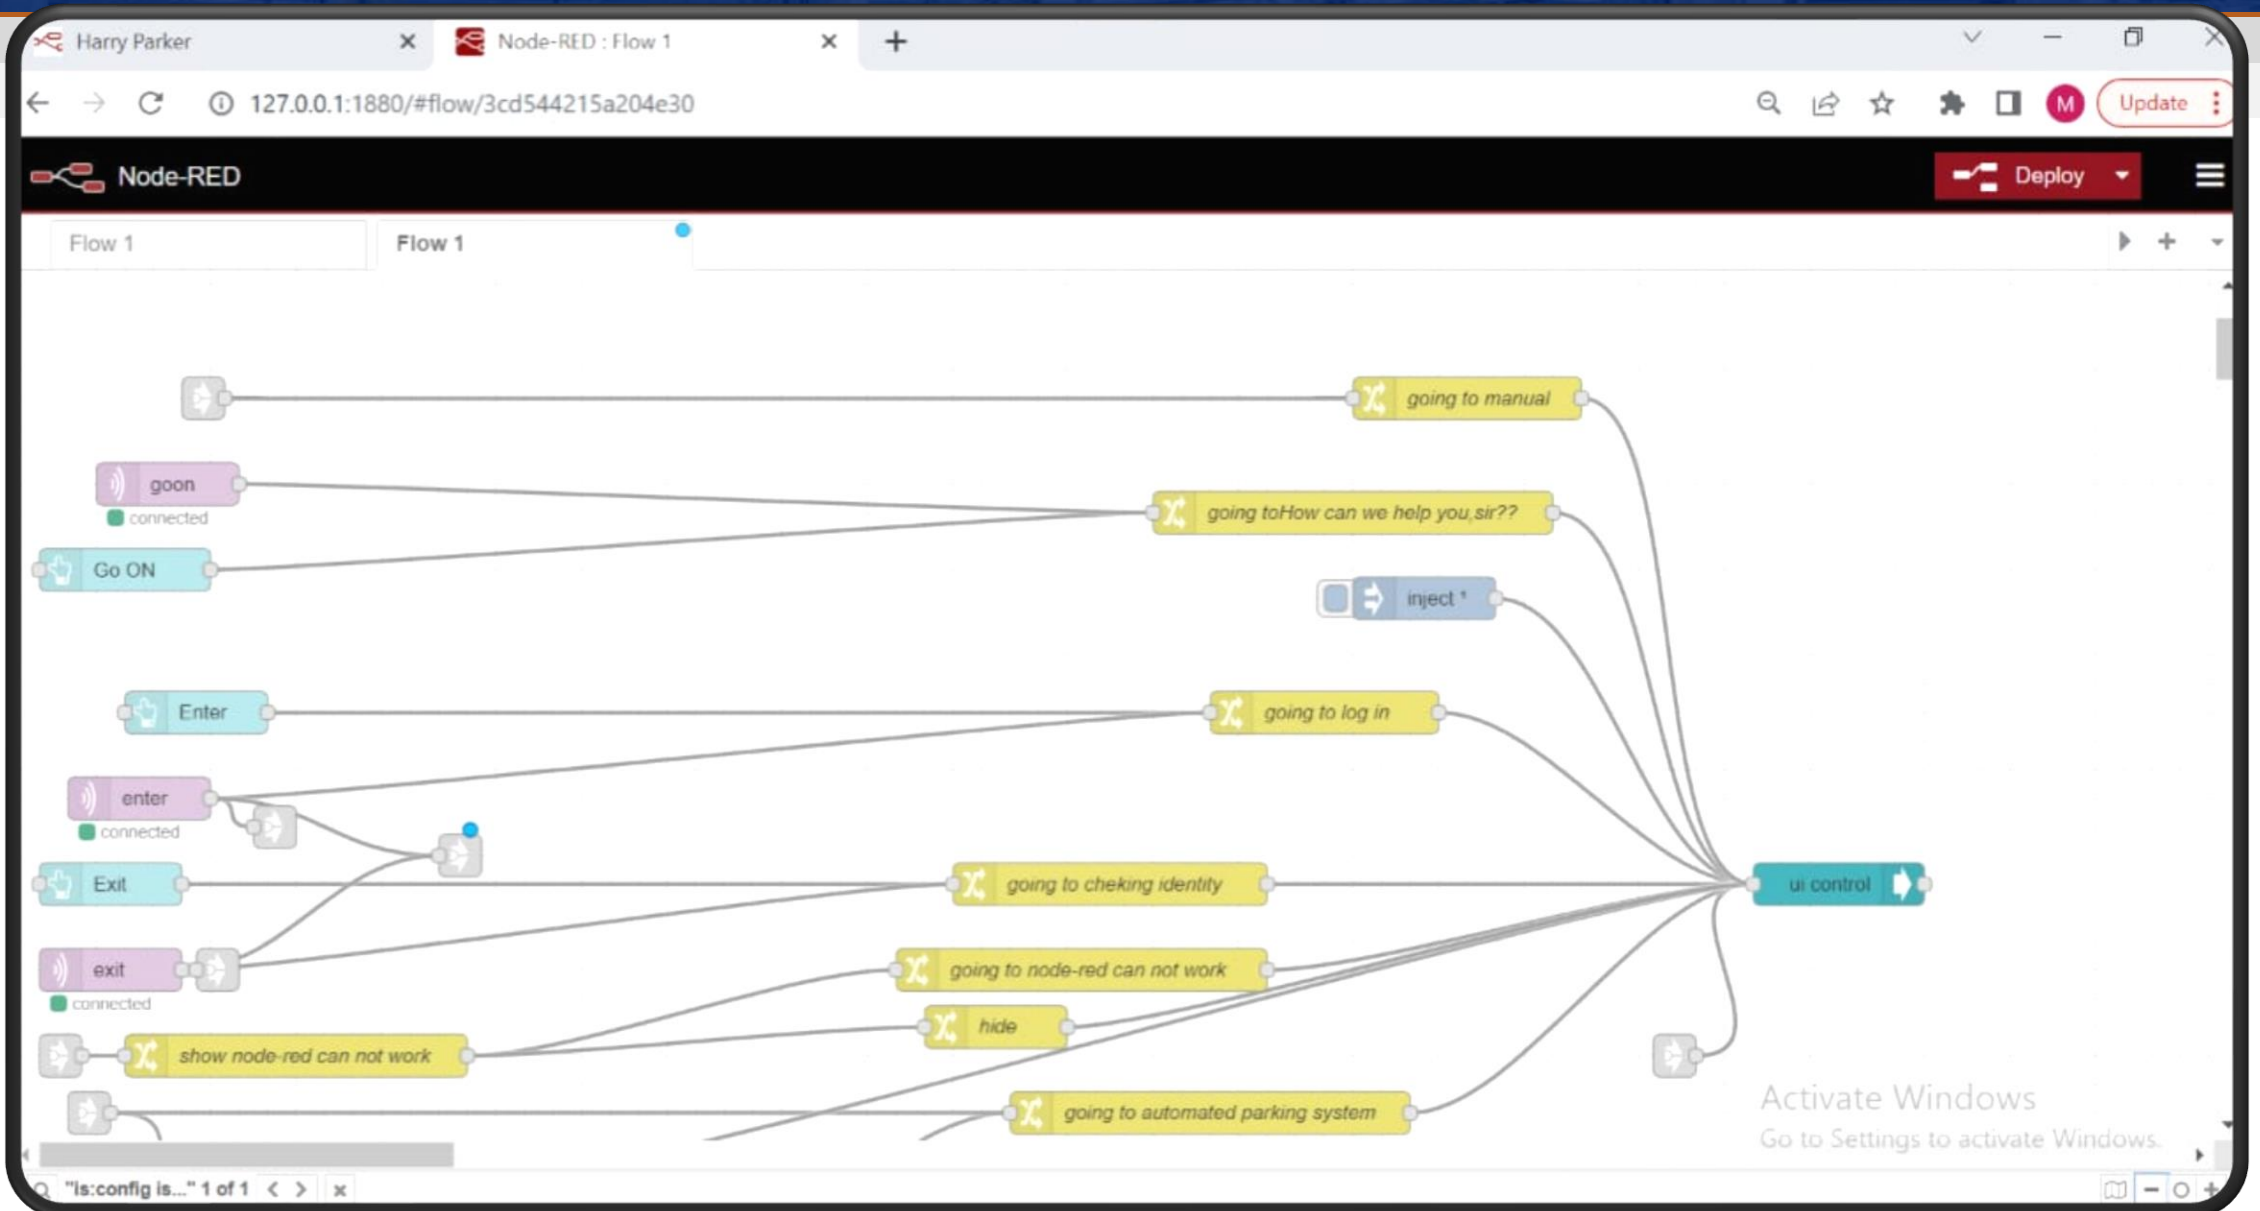 Harry Parker
Node-RED : Flow 1
127.0.0.1:1880/#flow/3cd544215a204e30
M
Update
Node-RED
Deploy
Flow 1
Flow 1
going to manual
goon
connected
going toHow can we help you,sir??
Go ON
inject ¹
Enter
going to log in
enter
connected
Exit
going to cheking identity
ui control
exit
connected
going to node-red can not work
hide
show node-red can not work
going to automated parking system
Activate Windows
Go to Settings to activate Windows.
"is:config is..." 1 of 1